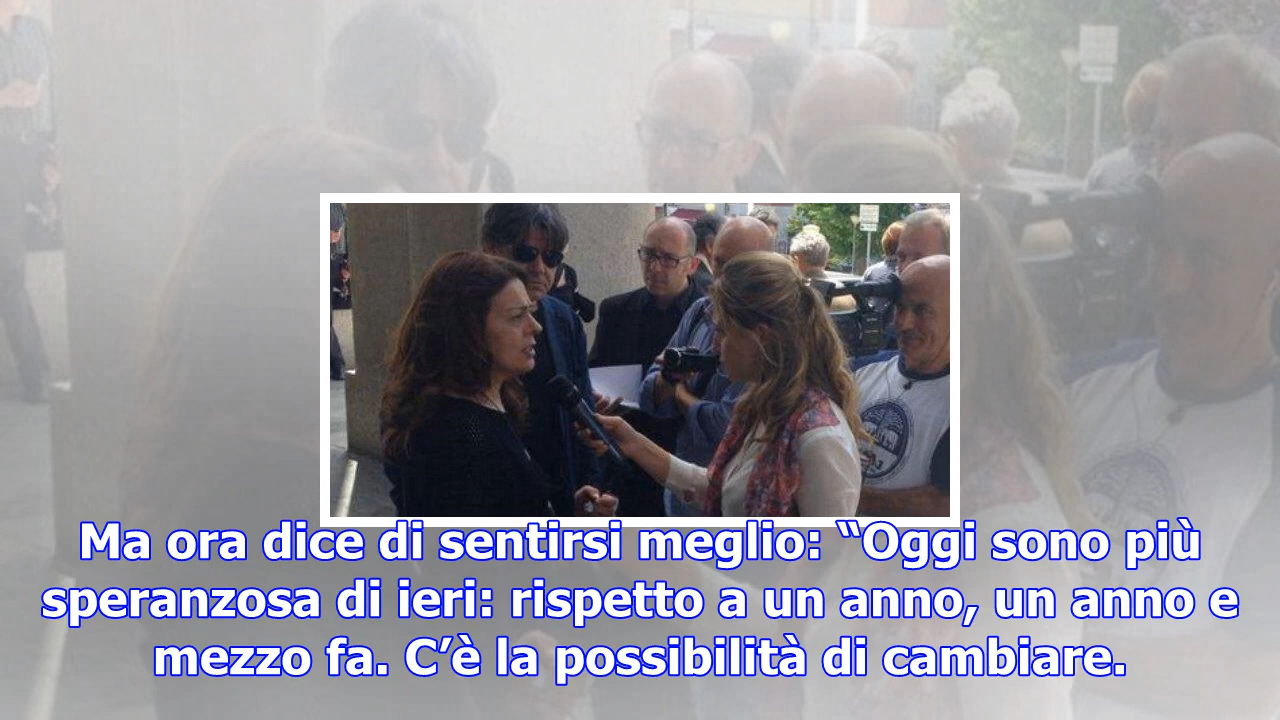 Ma ora dice di sentirsi meglio: “Oggi sono più
speranzosa di ieri: rispetto a un anno, un anno e
mezzo fa. C’è la possibilità di cambiare.